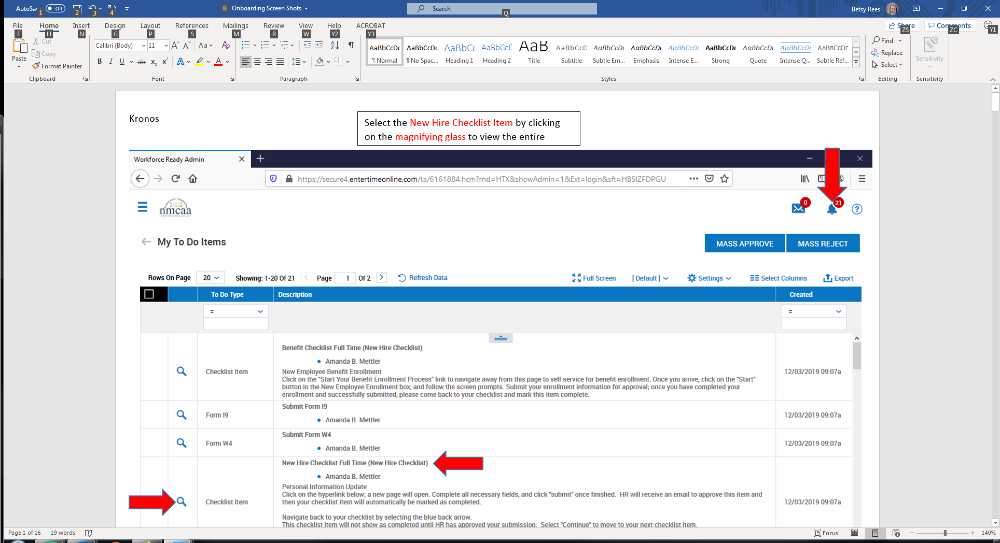 AutoSave Off
1 2 3 4
B Onboarding Screen Shots
Search
Q
Betsy Rees
File Home Insert Design Layout References Mailings Review View Help ACROBAT
Share Comments
F H N G P S M R W Y2 Y3 ZS ZC Y1
Cut
Copy
Paste
Format Painter
Clipboard
Calibri (Body) 11 A A Aa A
B I U ab x2 x2 A A
Font
Paragraph
AaBbCcDc AaBbCcDc AaBbCc AaBbCcC AaB AaBbCcD AaBbCcDc AaBbCcDc AaBbCcDc AaBbCcDc AaBbCcDc AaBbCcDc AABBCCDC
¶ Normal ¶ No Spac... Heading 1 Heading 2 Title Subtitle Subtle Em... Emphasis Intense E... Strong Quote Intense Q... Subtle Ref...
Styles
Find
Replace
Select
Editing
Sensitivity
Sensitivity
Kronos
Select the New Hire Checklist Item by clicking
on the magnifying glass to view the entire
Workforce Ready Admin
https://secure4.entertimeonline.com/ta/6161884.hcm?rnd=HTX&showAdmin=1&Ext=login&sft=HBSIZFDPGU
nmcaa
0 21 ?
My To Do Items
MASS APPROVE MASS REJECT
Rows On Page 20 Showing: 1-20 Of 21 Page 1 Of 2 Refresh Data Full Screen [ Default ] Settings Select Columns Export
To Do Type Description Created
= =
Benefit Checklist Full Time (New Hire Checklist)
Amanda B. Mettler
New Employee Benefit Enrollment
Checklist Item
12/03/2019 09:07a
Click on the "Start Your Benefit Enrollment Process" link to navigate away from this page to self service for benefit enrollment. Once you arrive, click on the "Start"
button in the New Employee Enrollment box, and follow the screen prompts. Submit your enrollment information for approval; once you have completed your
enrollment and successfully submitted, please come back to your checklist and mark this item complete.
Submit Form I9
Form I9
12/03/2019 09:07a
Amanda B. Mettler
Submit Form W4
Form W4
12/03/2019 09:07a
Amanda B. Mettler
New Hire Checklist Full Time (New Hire Checklist)
Amanda B. Mettler
Personal Information Update
Click on the hyperlink below; a new page will open. Complete all necessary fields, and click "submit" once finished. HR will receive an email to approve this item and
then your checklist item will automatically be marked as completed.
Checklist Item
12/03/2019 09:07a
Navigate back to your checklist by selecting the blue back arrow.
This checklist item will not show as completed until HR has approved your submission. Select "Continue" to move to your next checklist item.
Page 1 of 16 19 words
Focus
140%